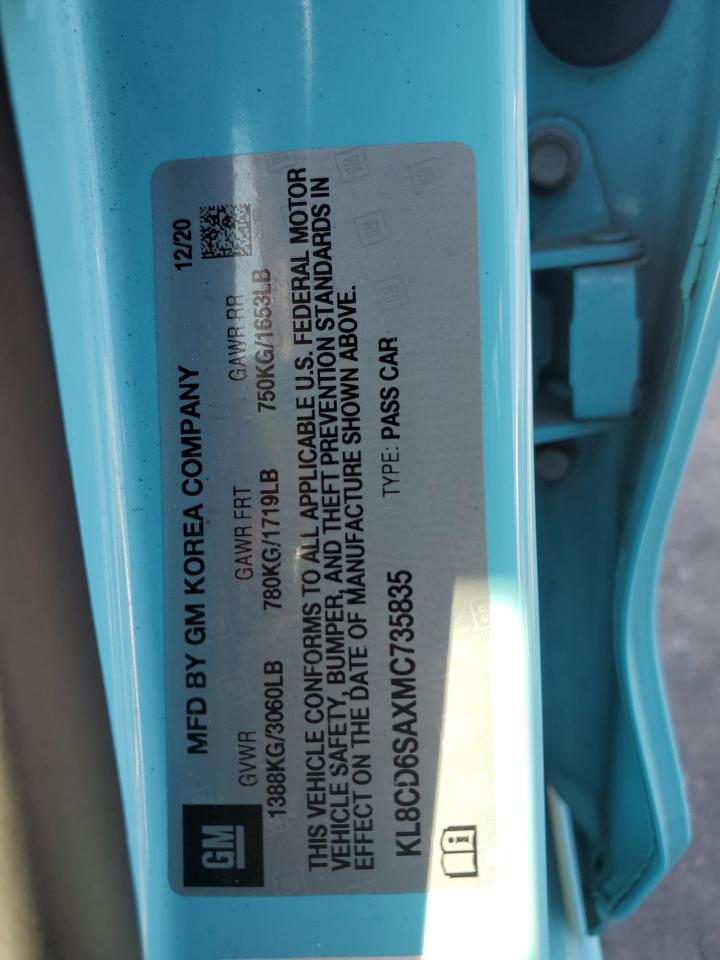 GM
MFD BY GM KOREA COMPANY 12/20
GVWR GAWR FRT GAWR RR
1388KG/3060LB 780KG/1719LB 750KG/1653LB
THIS VEHICLE CONFORMS TO ALL APPLICABLE U.S. FEDERAL MOTOR
VEHICLE SAFETY, BUMPER, AND THEFT PREVENTION STANDARDS IN
EFFECT ON THE DATE OF MANUFACTURE SHOWN ABOVE.
KL8CD6SAXMC735835 TYPE: PASS CAR